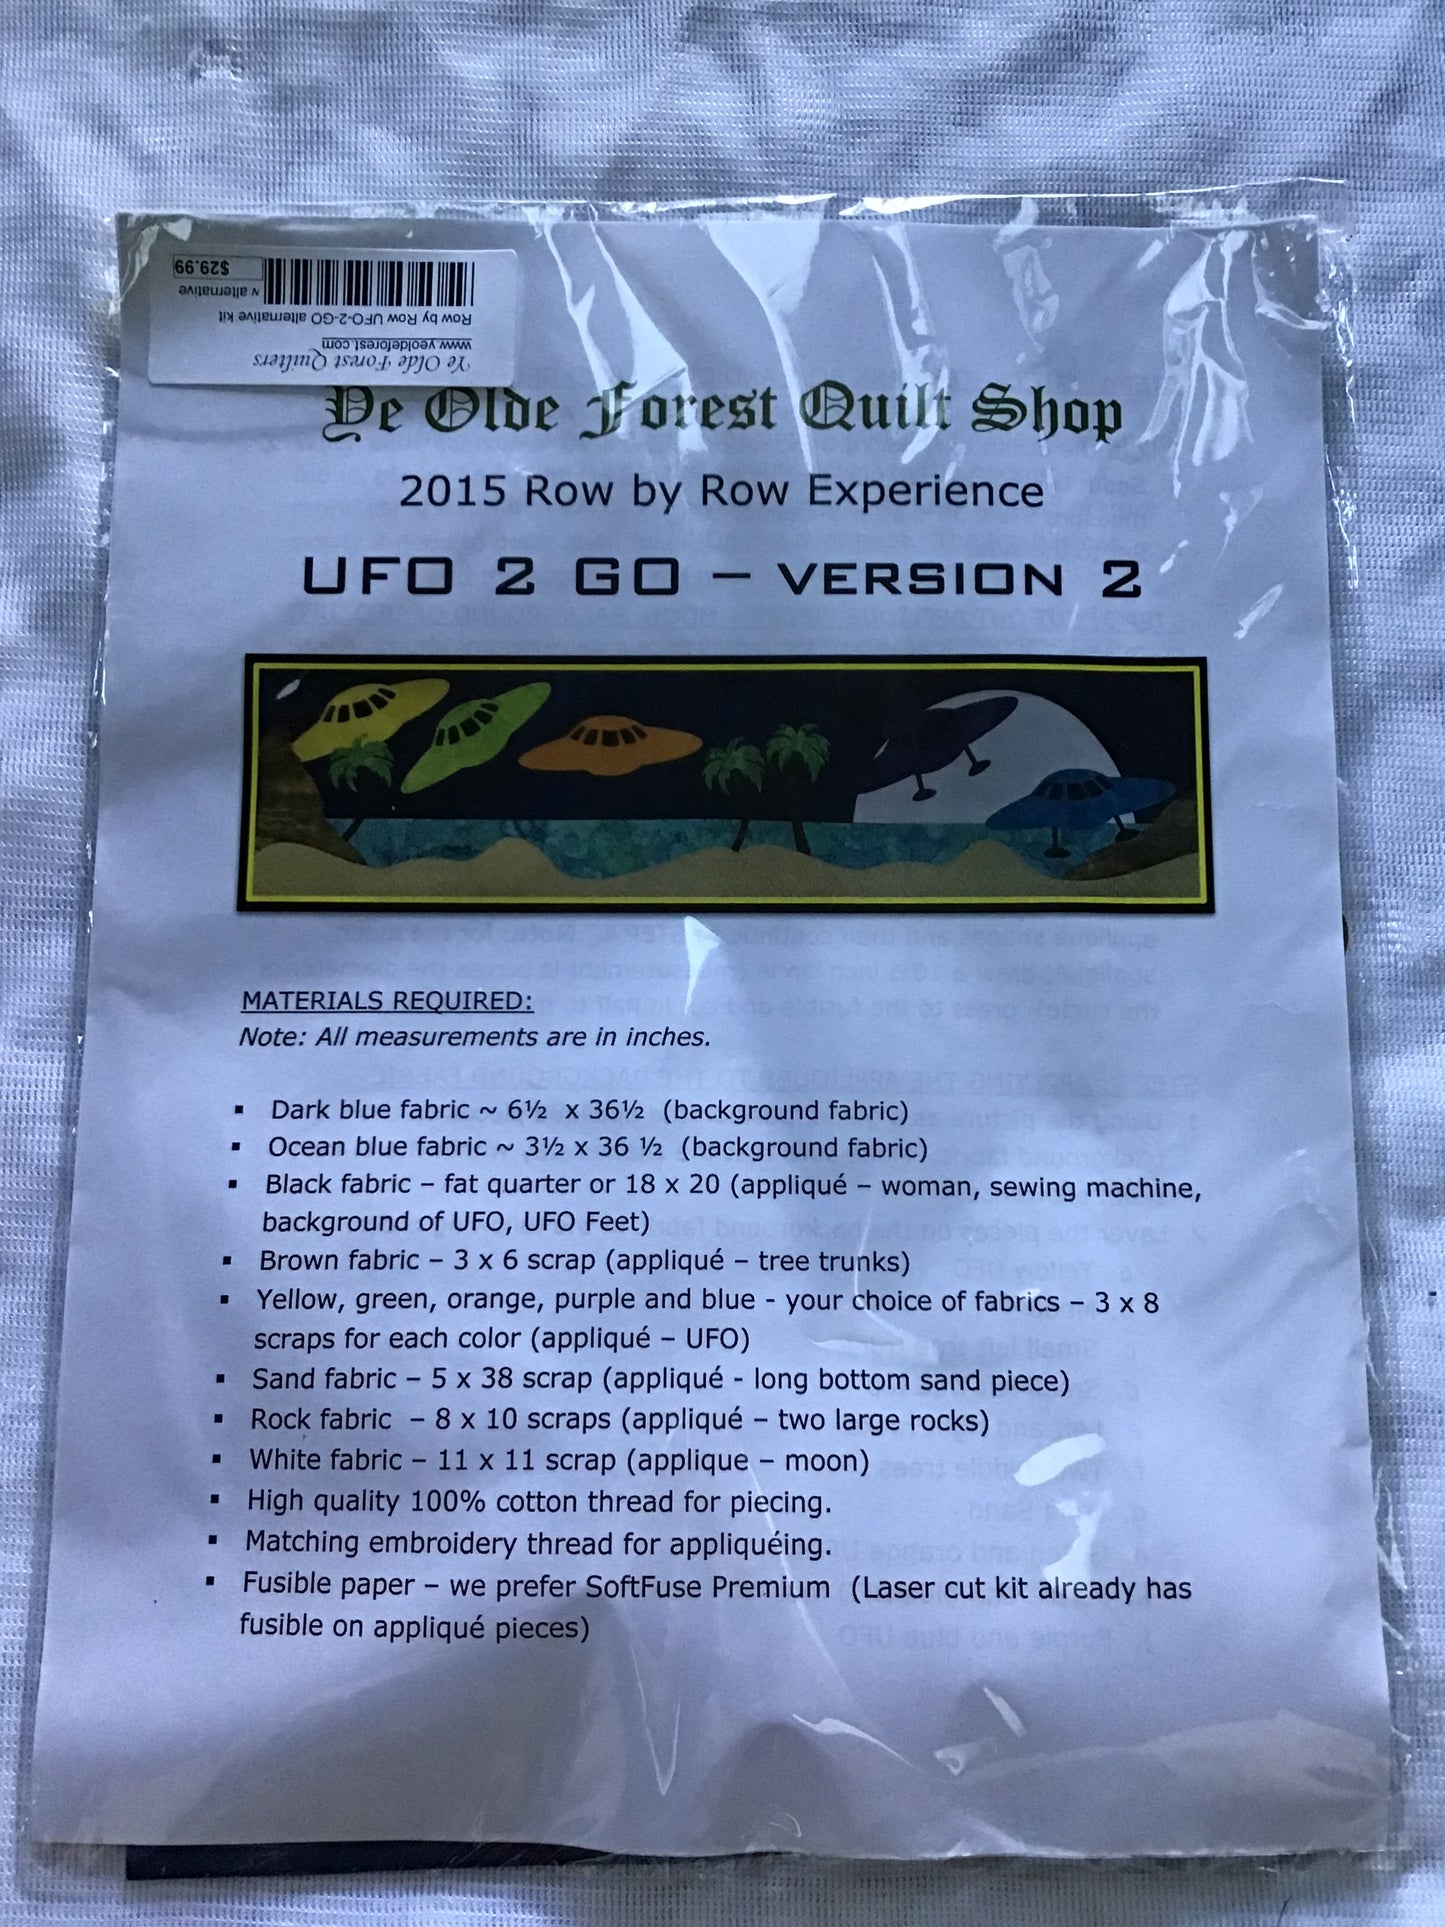 $29.99
Row by Row UFO-2-GO alternative kit
www.yeoldeforest.com
Ye Olde Forest Quilters
Ye Olde Forest Quilt Shop
2015 Row by Row Experience
UFO 2 GO – VERSION 2
MATERIALS REQUIRED:
Note: All measurements are in inches.
▪ Dark blue fabric ~ 6½ x 36½ (background fabric)
▪ Ocean blue fabric ~ 3½ x 36 ½ (background fabric)
▪ Black fabric – fat quarter or 18 x 20 (appliqué – woman, sewing machine,
background of UFO, UFO Feet)
▪ Brown fabric – 3 x 6 scrap (appliqué – tree trunks)
▪ Yellow, green, orange, purple and blue - your choice of fabrics – 3 x 8
scraps for each color (appliqué – UFO)
▪ Sand fabric – 5 x 38 scrap (appliqué - long bottom sand piece)
▪ Rock fabric – 8 x 10 scraps (appliqué – two large rocks)
▪ White fabric – 11 x 11 scrap (applique – moon)
▪ High quality 100% cotton thread for piecing.
▪ Matching embroidery thread for appliquéing.
▪ Fusible paper – we prefer SoftFuse Premium (Laser cut kit already has
fusible on appliqué pieces)